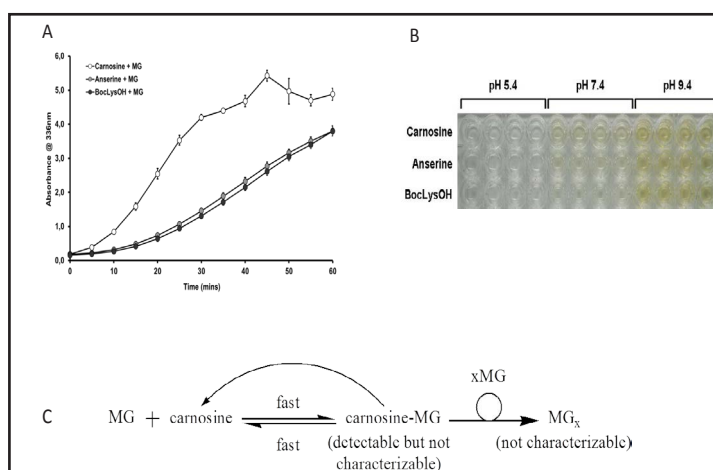 A
6,0
5,0
4,0
3,0
2,0
1,0
0,0
Absorbance @ 336nm
Carnosine + MG
Anserine + MG
BocLysOH + MG
0 10 20 30 40 50 60
Time (mins)
B
pH 5.4 pH 7.4 pH 9.4
Carnosine
Anserine
BocLysOH
C
MG + carnosine fast fast carnosine-MG xMG MGx
(detectable but not characterizable)
(not characterizable)